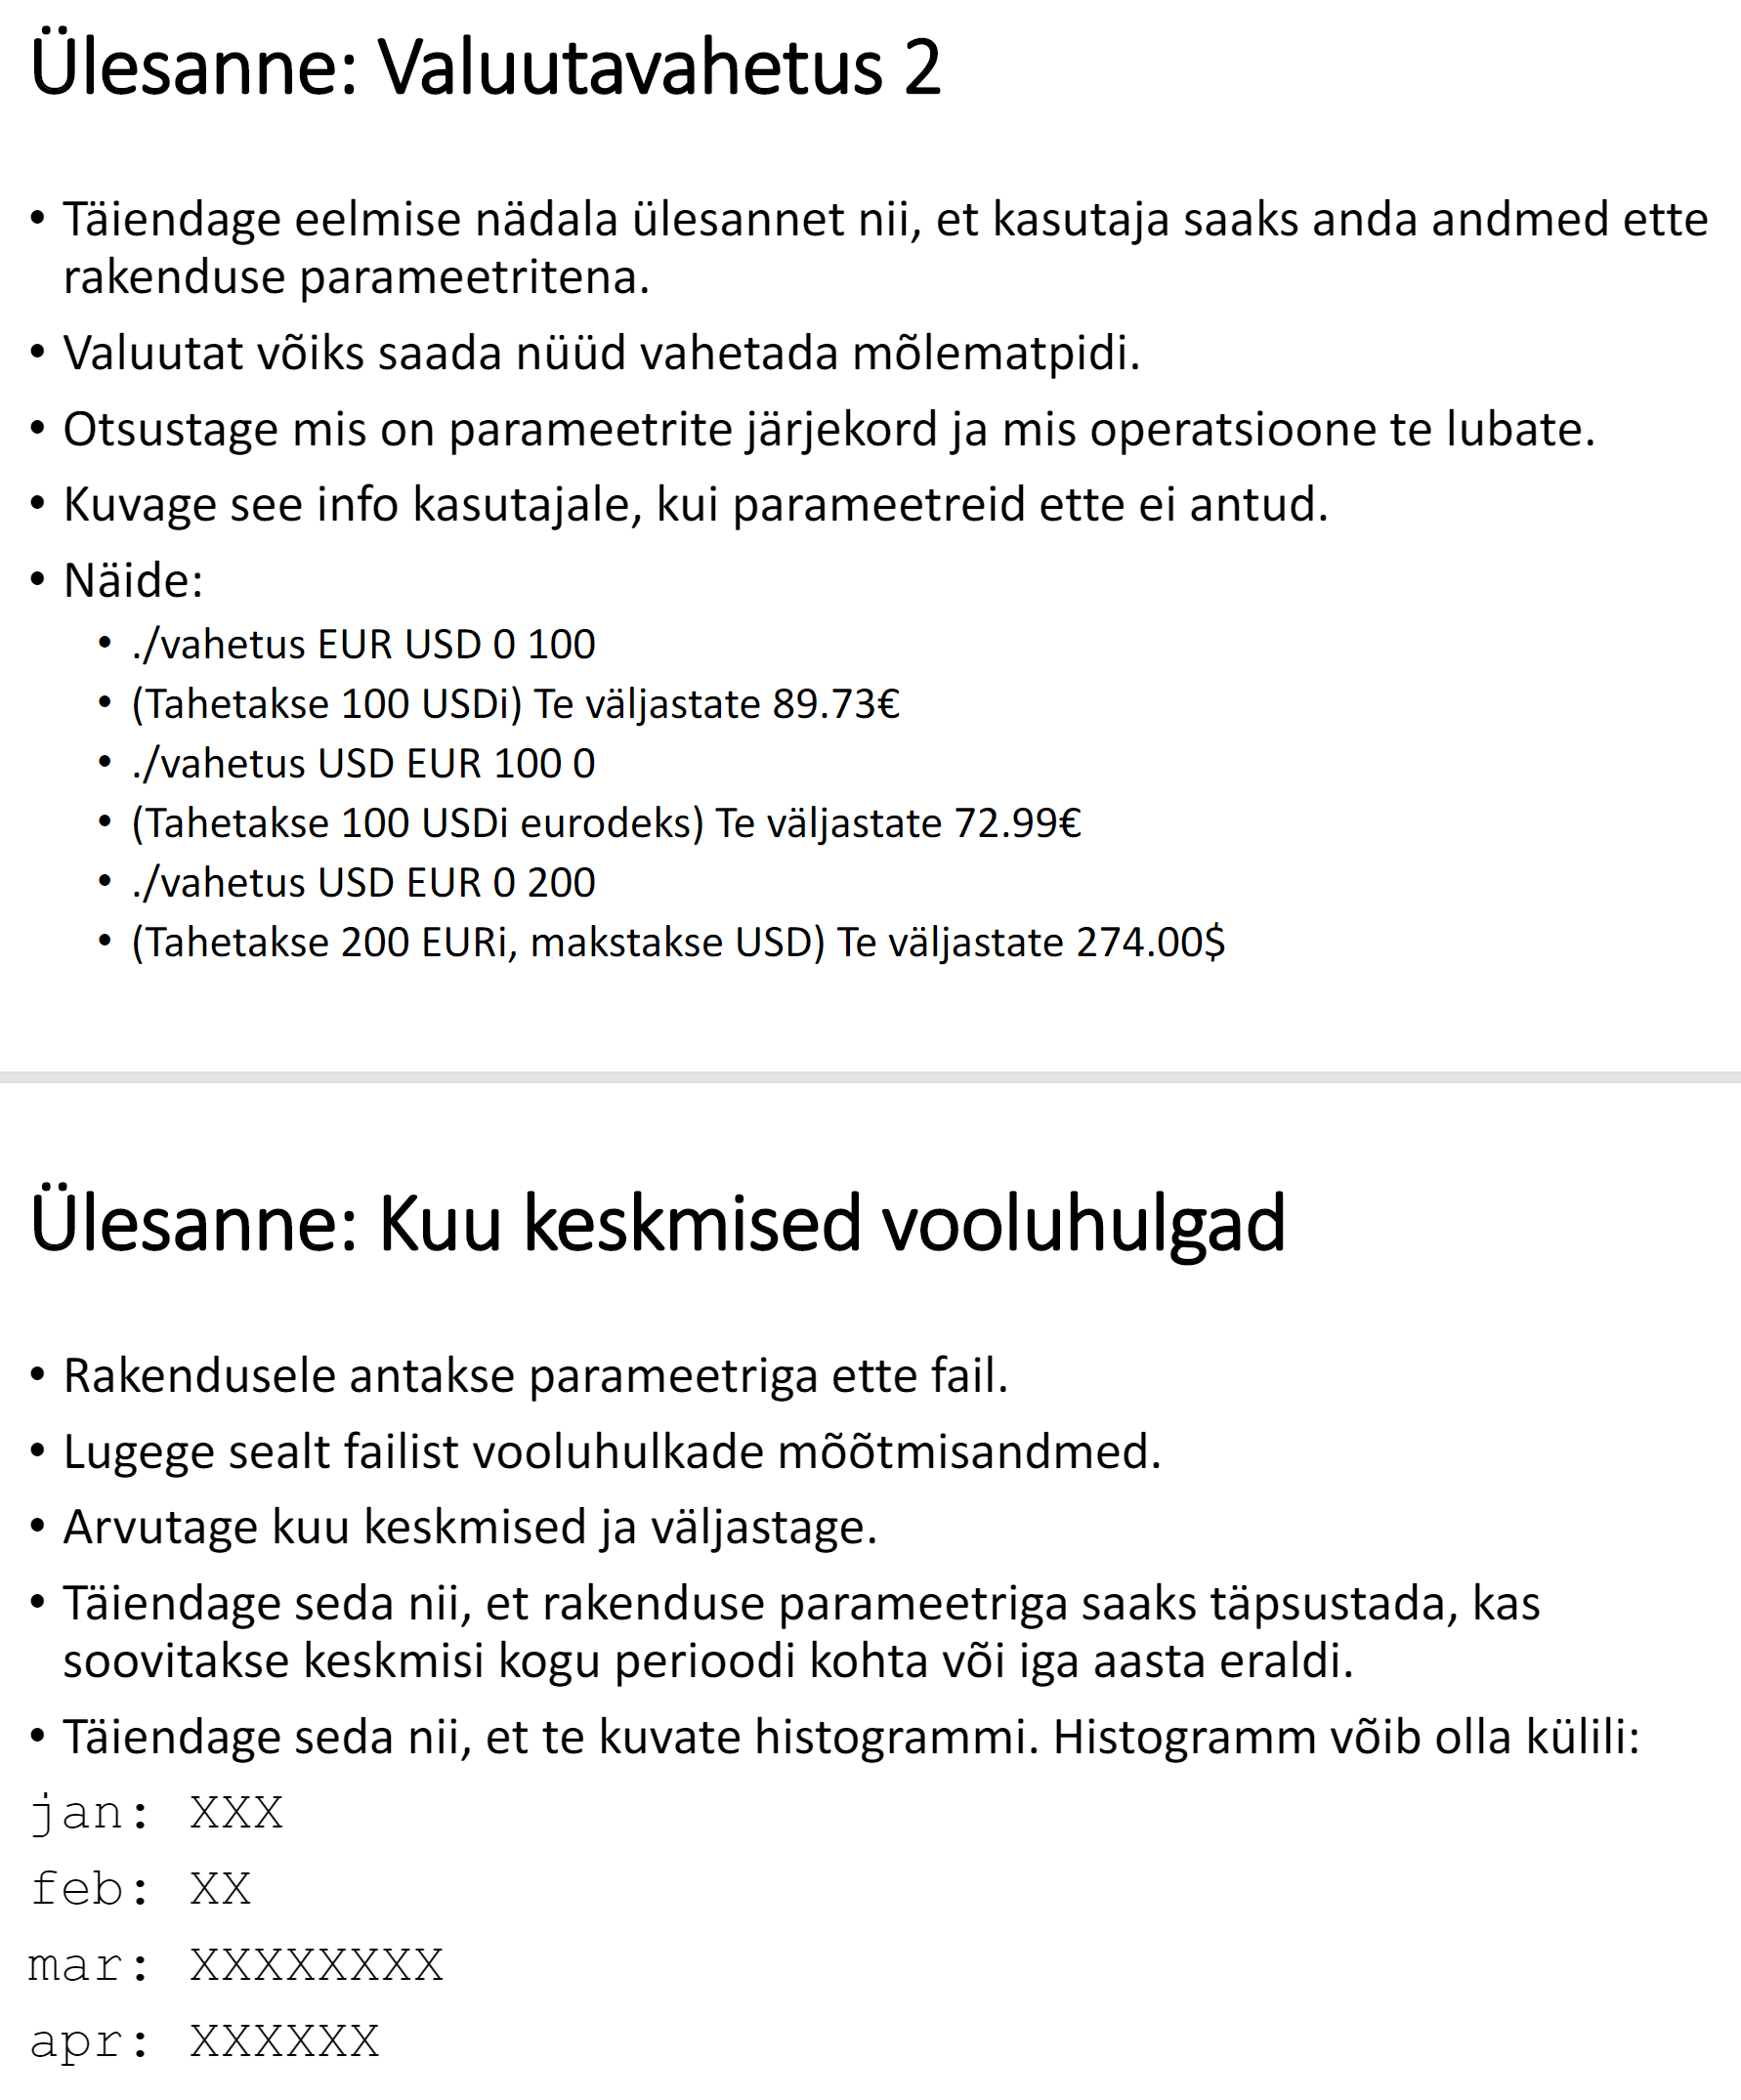 Ülesanne: Valuutavahetus 2
• Täiendage eelmise nädala ülesannet nii, et kasutaja saaks anda andmed ette
rakenduse parameetritena.
• Valuutat võiks saada nüüd vahetada mõlematpidi.
• Otsustage mis on parameetrite järjekord ja mis operatsioone te lubate.
• Kuvage see info kasutajale, kui parameetreid ette ei antud.
• Näide:
• ./vahetus EUR USD 0 100
• (Tahetakse 100 USDi) Te väljastate 89.73€
• ./vahetus USD EUR 100 0
• (Tahetakse 100 USDi eurodeks) Te väljastate 72.99€
• ./vahetus USD EUR 0 200
• (Tahetakse 200 EURi, makstakse USD) Te väljastate 274.00$
Ülesanne: Kuu keskmised vooluhulgad
• Rakendusele antakse parameetriga ette fail.
• Lugege sealt failist vooluhulkade mõõtmisandmed.
• Arvutage kuu keskmised ja väljastage.
• Täiendage seda nii, et rakenduse parameetriga saaks täpsustada, kas
soovitakse keskmisi kogu perioodi kohta või iga aasta eraldi.
• Täiendage seda nii, et te kuvate histogrammi. Histogramm võib olla külili:
jan: XXX
feb: XX
mar: XXXXXXXX
apr: XXXXXX